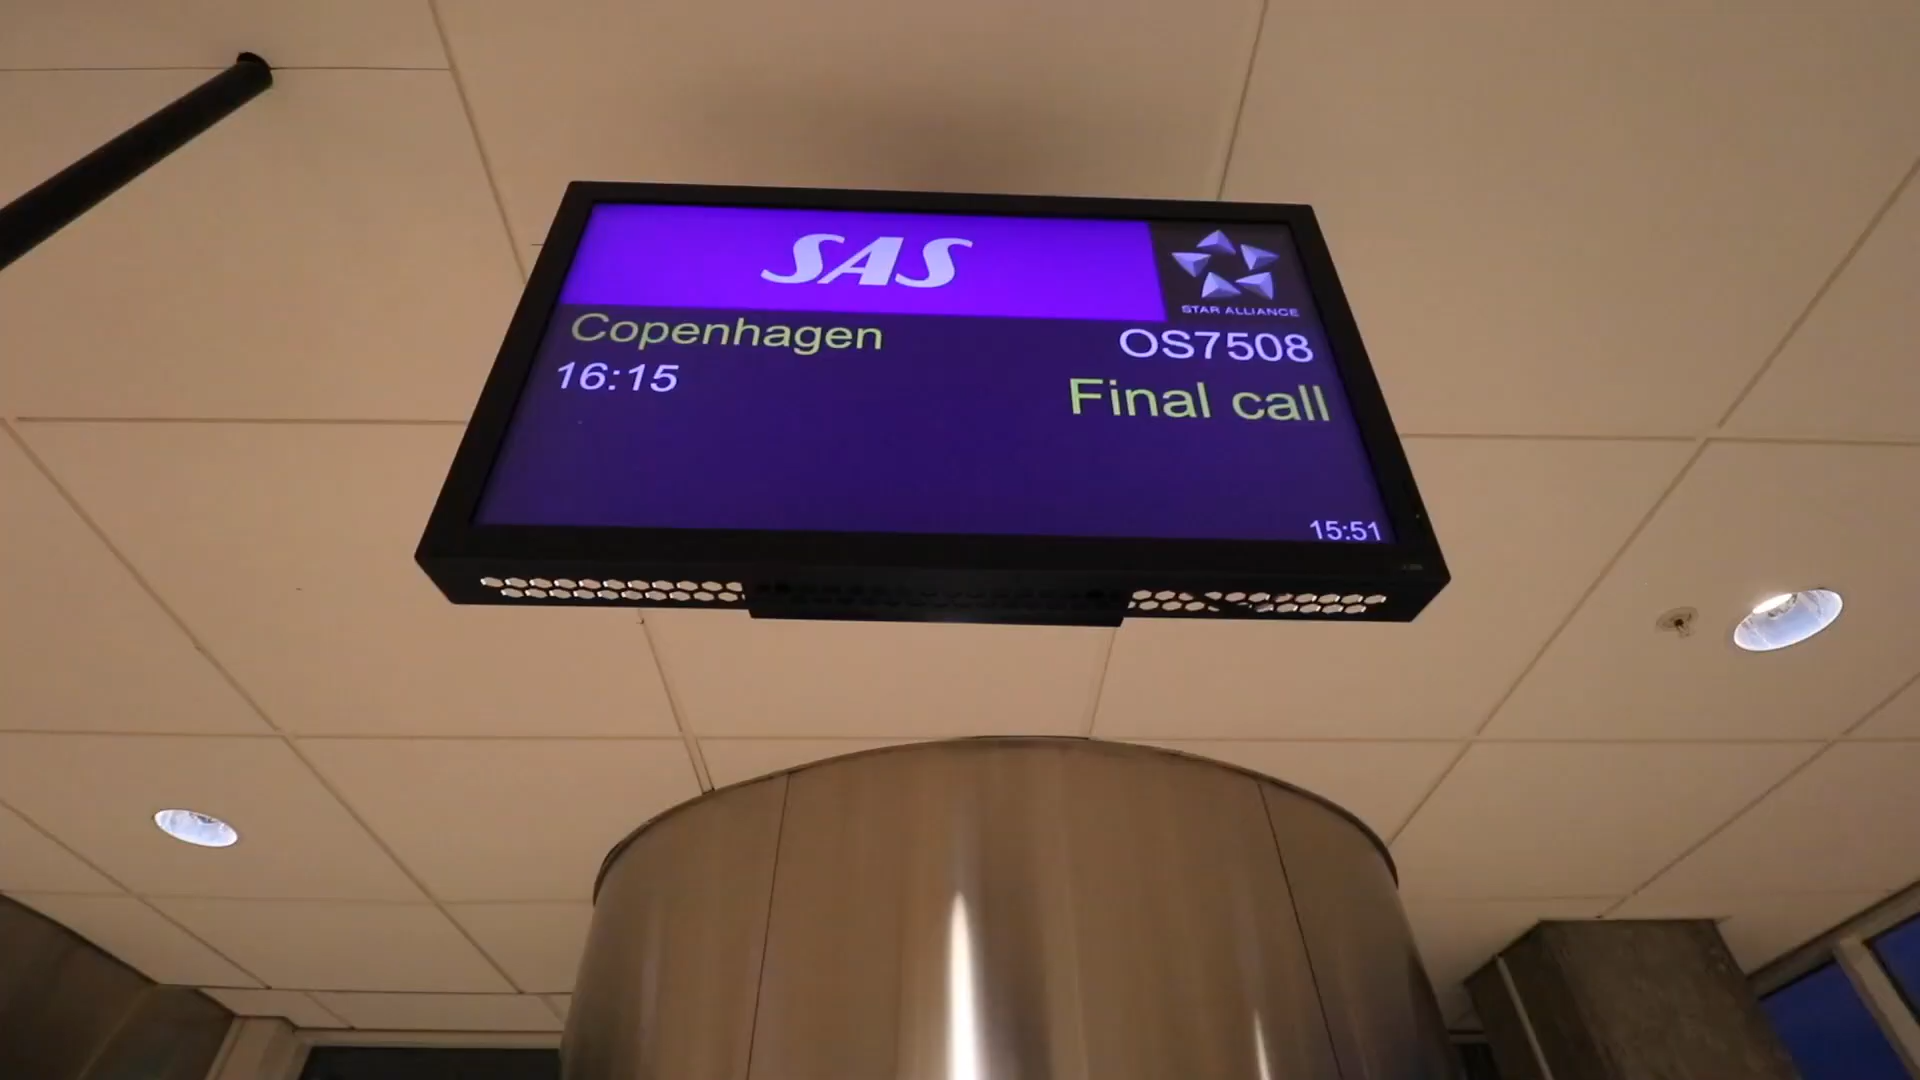 SAS
STAR ALLIANCE
Copenhagen
OS7508
16:15
Final call
15:51